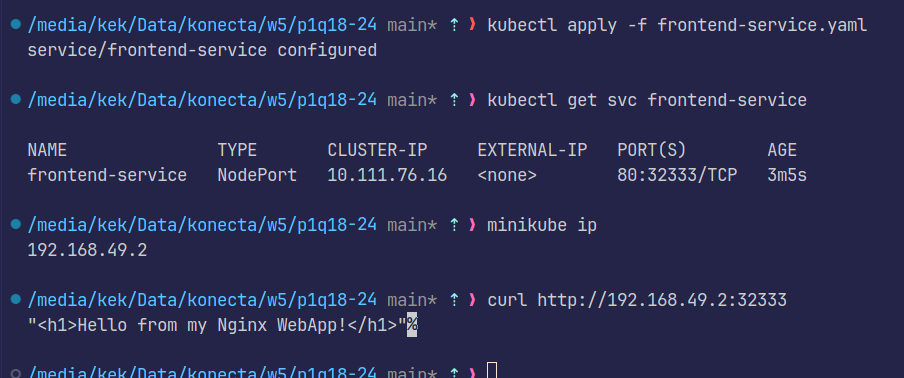 /media/kek/Data/konecta/w5/p1q18-24 main* ⇡ ❯ kubectl apply -f frontend-service.yaml
service/frontend-service configured
/media/kek/Data/konecta/w5/p1q18-24 main* ⇡ ❯ kubectl get svc frontend-service
NAME TYPE CLUSTER-IP EXTERNAL-IP PORT(S) AGE
frontend-service NodePort 10.111.76.16 <none> 80:32333/TCP 3m5s
/media/kek/Data/konecta/w5/p1q18-24 main* ⇡ ❯ minikube ip
192.168.49.2
/media/kek/Data/konecta/w5/p1q18-24 main* ⇡ ❯ curl http://192.168.49.2:32333
"<h1>Hello from my Nginx WebApp!</h1>"%
/media/kek/Data/konecta/w5/p1q18-24 main* ⇡ ❯